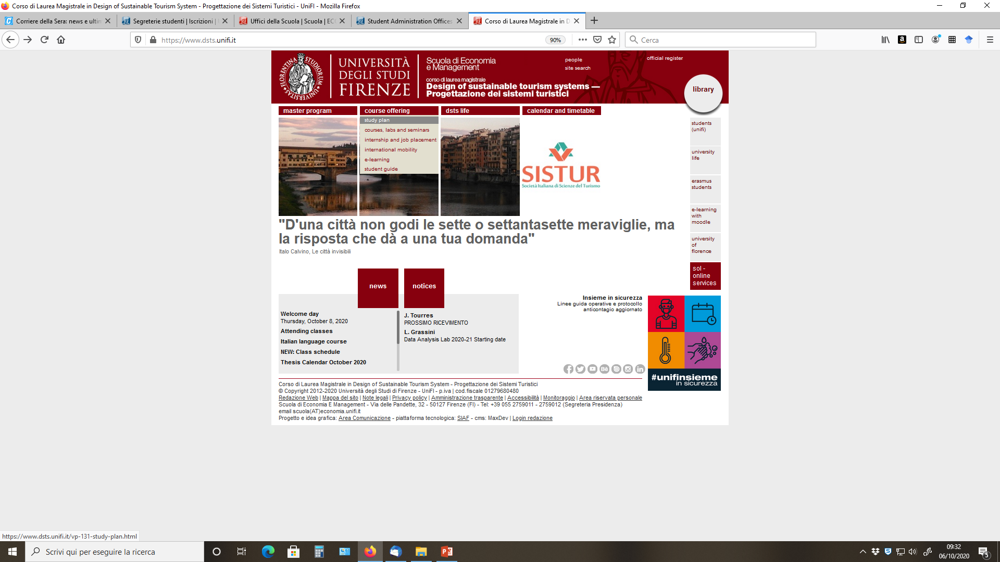 Corso di Laurea Magistrale in Design of Sustainable Tourism System - Progettazione dei Sistemi Turistici - UniFI - Mozilla Firefox
Corriere della Sera: news e ultin
Segreterie studenti | Iscrizioni |
Uffici della Scuola | Scuola | EC
Student Administration Offices
Corso di Laurea Magistrale in D
https://www.dsts.unifi.it
90%
Cerca
FLORENTINA STUDIORUM UNIVERSITAS
UNIVERSITÀ
DEGLI STUDI
FIRENZE
Scuola di Economia
e Management
corso di laurea magistrale
Design of sustainable tourism systems —
Progettazione dei sistemi turistici
people
site search
official register
library
master program
course offering
dsts life
calendar and timetable
study plan
courses, labs and seminars
internship and job placement
international mobility
e-learning
student guide
SISTUR
Società Italiana di Scienze del Turismo
students
(unifi)
university
life
erasmus
students
e-learning
with
moodle
university
of
florence
sol -
online
services
"D'una città non godi le sette o settantasette meraviglie, ma
la risposta che dà a una tua domanda"
Italo Calvino, Le città invisibili
news
notices
Welcome day
Thursday, October 8, 2020
Attending classes
Italian language course
NEW: Class schedule
Thesis Calendar October 2020
J. Tourres
PROSSIMO RICEVIMENTO
L. Grassini
Data Analysis Lab 2020-21 Starting date
Insieme in sicurezza
Linee guida operative e protocollo
anticontagio aggiornato
#unifinsieme
in sicurezza
Corso di Laurea Magistrale in Design of Sustainable Tourism System - Progettazione dei Sistemi Turistici
© Copyright 2012-2020 Università degli Studi di Firenze - UniFI - p.iva | cod.fiscale 01279680480
Redazione Web | Mappa del sito | Note legali | Privacy policy | Amministrazione trasparente | Accessibilità | Monitoraggio | Area riservata personale
Scuola di Economia E Management - Via delle Pandette, 32 - 50127 Firenze (FI) - Tel: +39 055 2759011 - 2759012 (Segreteria Presidenza)
email scuola(AT)economia.unifi.it
Progetto e idea grafica: Area Comunicazione - piattaforma tecnologica: SIAF - cms: MaxDev | Login redazione
https://www.dsts.unifi.it/vp-131-study-plan.html
Scrivi qui per eseguire la ricerca
09:32
06/10/2020
5